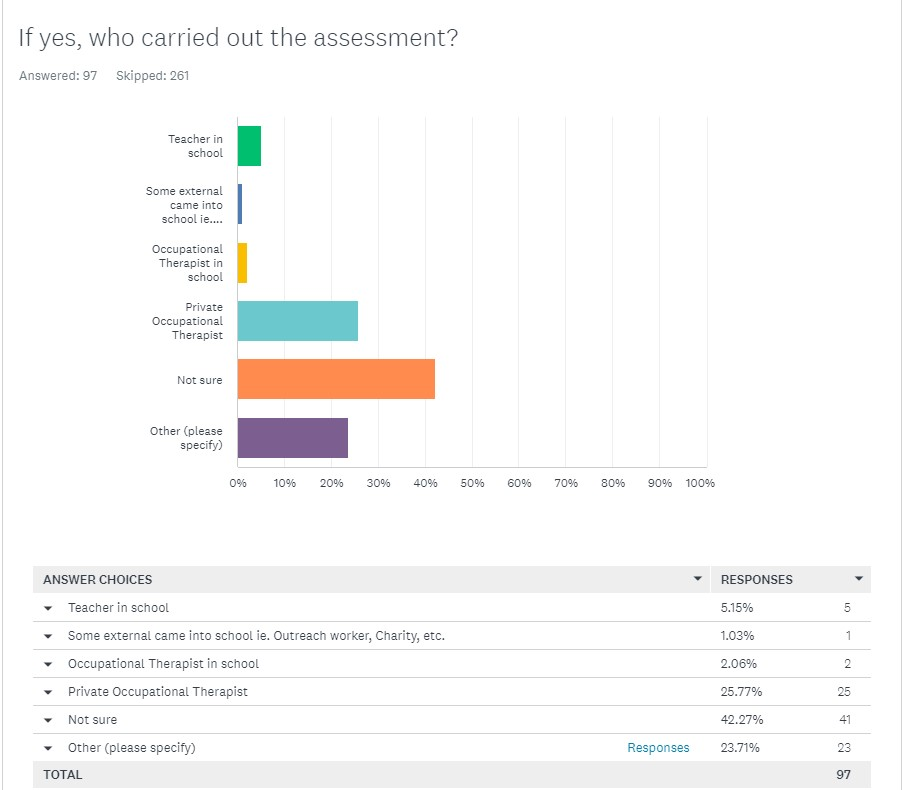 If yes, who carried out the assessment?
Answered: 97 Skipped: 261
Teacher in
school
Some external
came into
school ie....
Occupational
Therapist in
school
Private
Occupational
Therapist
Not sure
Other (please
specify)
0% 10% 20% 30% 40% 50% 60% 70% 80% 90% 100%
ANSWER CHOICES RESPONSES
Teacher in school 5.15% 5
Some external came into school ie. Outreach worker, Charity, etc. 1.03% 1
Occupational Therapist in school 2.06% 2
Private Occupational Therapist 25.77% 25
Not sure 42.27% 41
Other (please specify) Responses 23.71% 23
TOTAL 97